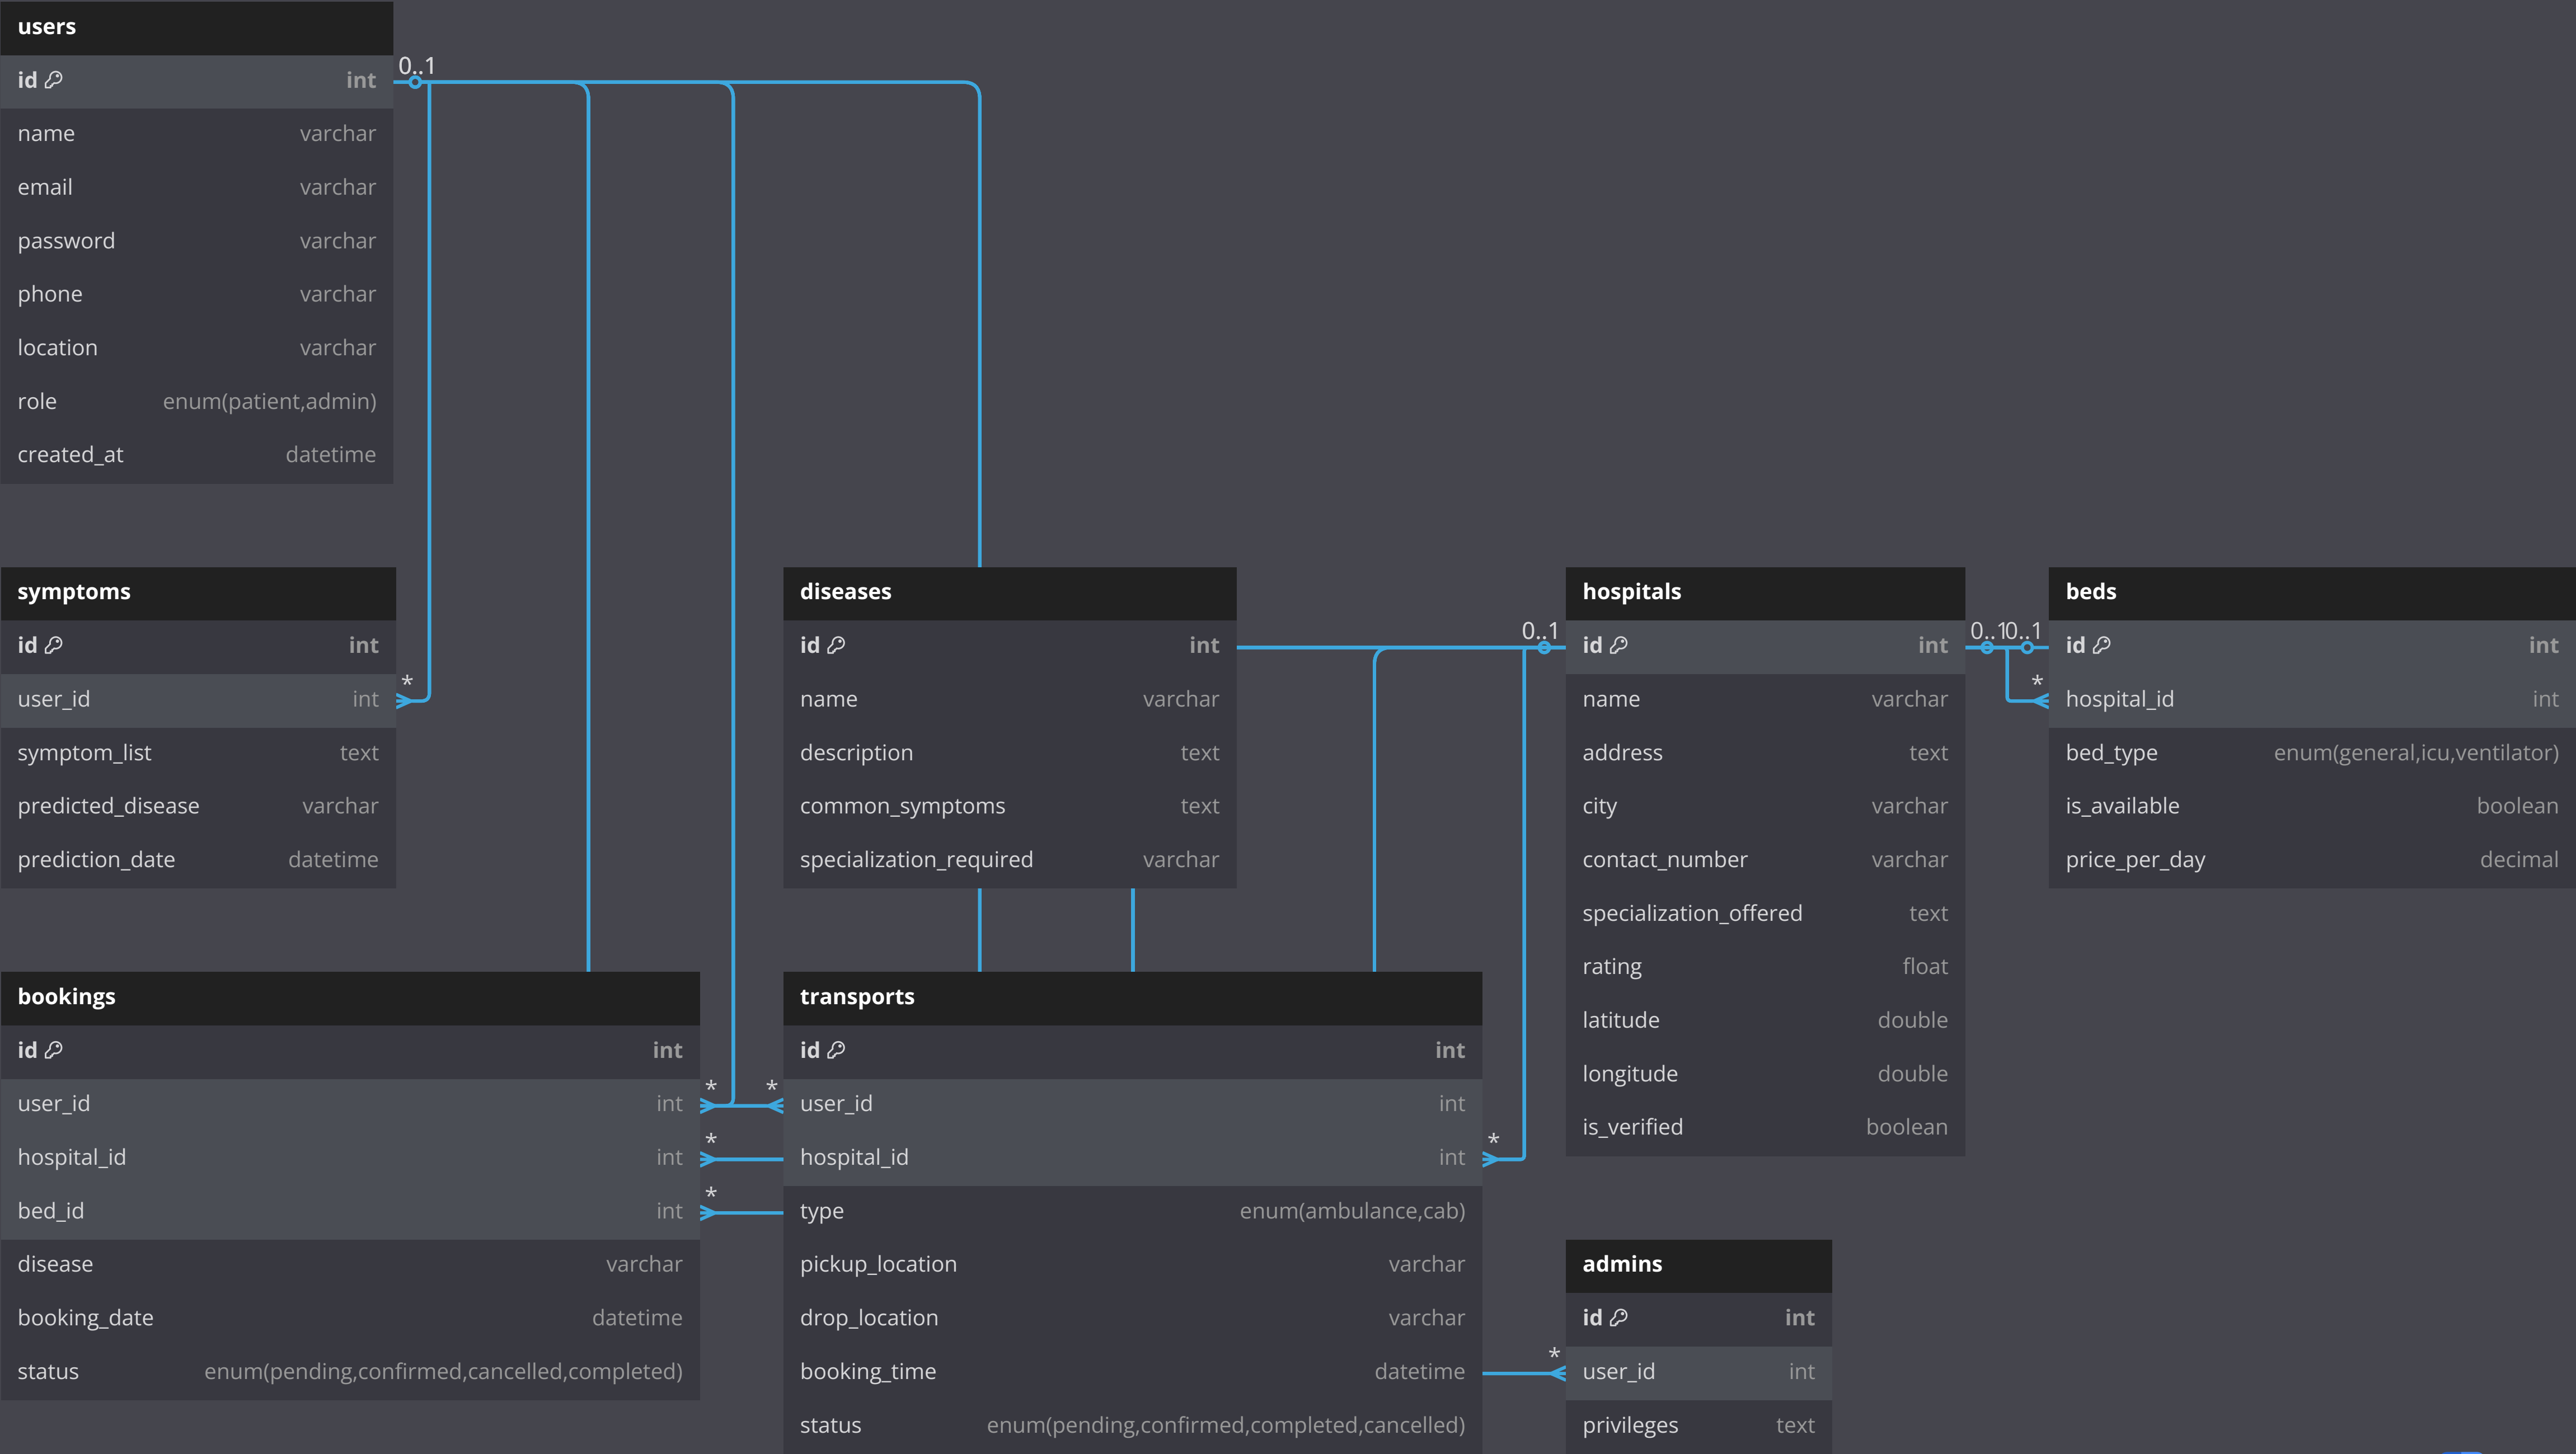 users
0..1
id int
name varchar
email varchar
password varchar
phone varchar
location varchar
role enum(patient,admin)
created_at datetime
symptoms
id int
*
user_id int
symptom_list text
predicted_disease varchar
prediction_date datetime
diseases
id int
name varchar
description text
common_symptoms text
specialization_required varchar
0..1
hospitals
id int
name varchar
address text
city varchar
contact_number varchar
specialization_offered text
rating float
latitude double
longitude double
is_verified boolean
0..1
0..1
beds
id int
*
hospital_id int
bed_type enum(general,icu,ventilator)
is_available boolean
price_per_day decimal
bookings
id int
user_id int
*
hospital_id int
*
bed_id int
*
disease varchar
booking_date datetime
status enum(pending,confirmed,cancelled,completed)
transports
id int
*
user_id int
hospital_id int
*
type enum(ambulance,cab)
pickup_location varchar
drop_location varchar
booking_time datetime
status enum(pending,confirmed,completed,cancelled)
admins
id int
*
user_id int
privileges text